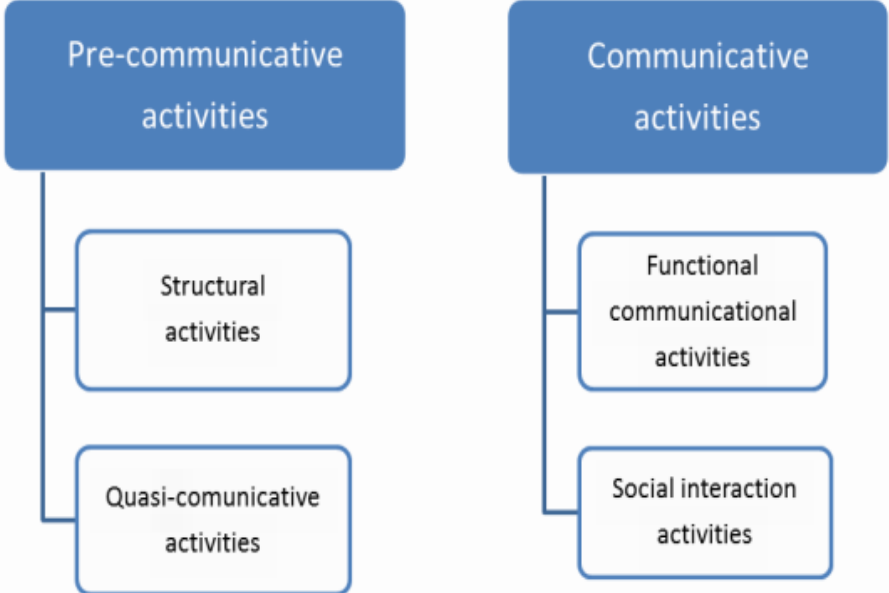 Pre-communicative
activities
Structural
activities
Quasi-comunicative
activities
Communicative
activities
Functional
communicational
activities
Social interaction
activities